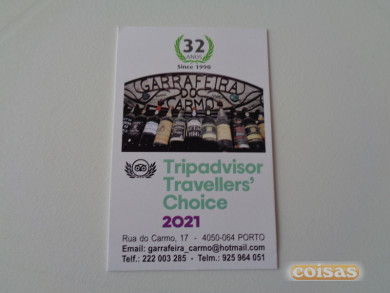 32
ANOS
Since 1990
GARRAFEIRA
DO
CARMO
Tripadvisor
Travellers'
Choice
2021
Rua do Carmo, 17 - 4050-064 PORTO
Email: garrafeira_carmo@hotmail.com
Telf.: 222 003 285 - Telm.: 925 964 051
coisas